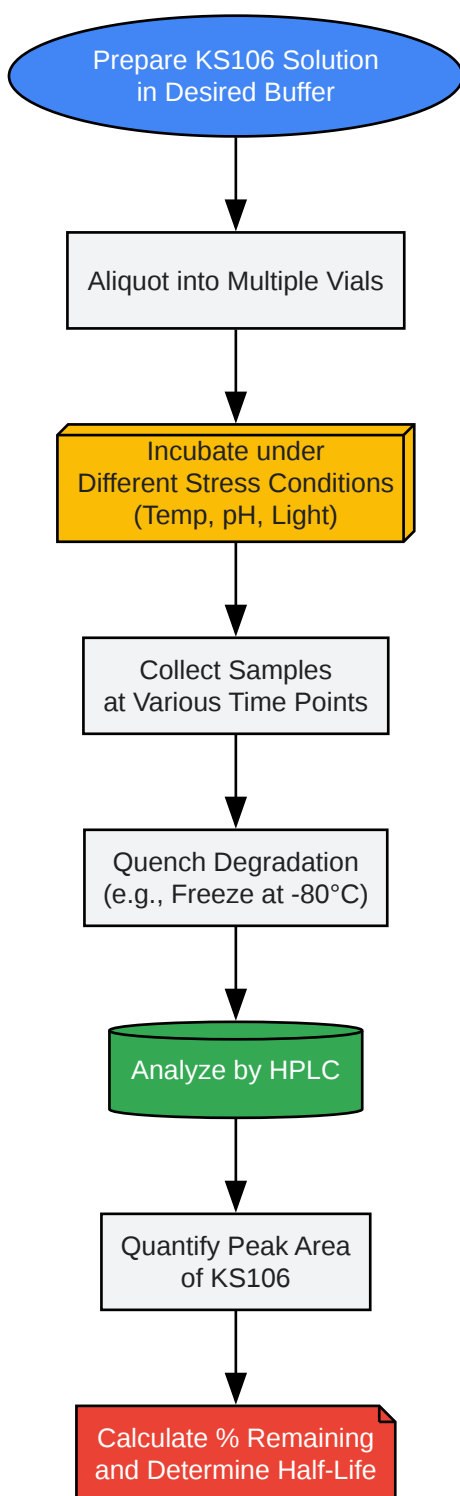 Prepare KS106 Solution
in Desired Buffer
Aliquot into Multiple Vials
Incubate under
Different Stress Conditions
(Temp, pH, Light)
Collect Samples
at Various Time Points
Quench Degradation
(e.g., Freeze at -80°C)
Analyze by HPLC
Quantify Peak Area
of KS106
Calculate % Remaining
and Determine Half-Life